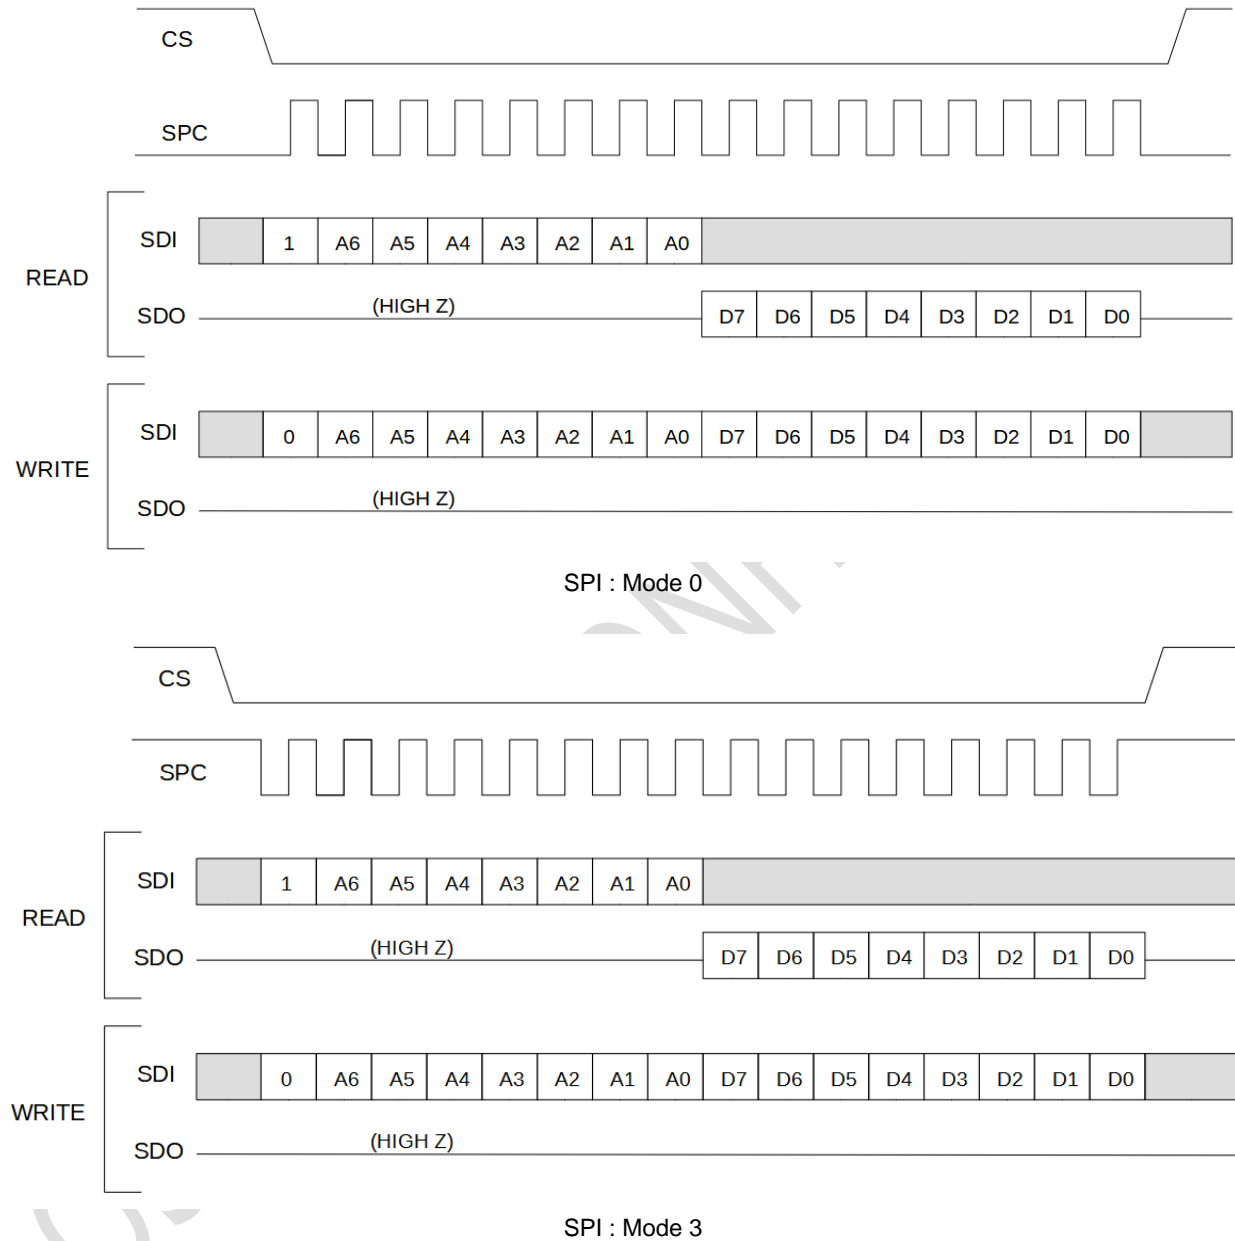 CS
SPC
READ
SDI 1 A6 A5 A4 A3 A2 A1 A0
SDO (HIGH Z) D7 D6 D5 D4 D3 D2 D1 D0
WRITE
SDI 0 A6 A5 A4 A3 A2 A1 A0 D7 D6 D5 D4 D3 D2 D1 D0
SDO (HIGH Z)
SPI : Mode 0
CS
SPC
READ
SDI 1 A6 A5 A4 A3 A2 A1 A0
SDO (HIGH Z) D7 D6 D5 D4 D3 D2 D1 D0
WRITE
SDI 0 A6 A5 A4 A3 A2 A1 A0 D7 D6 D5 D4 D3 D2 D1 D0
SDO (HIGH Z)
SPI : Mode 3